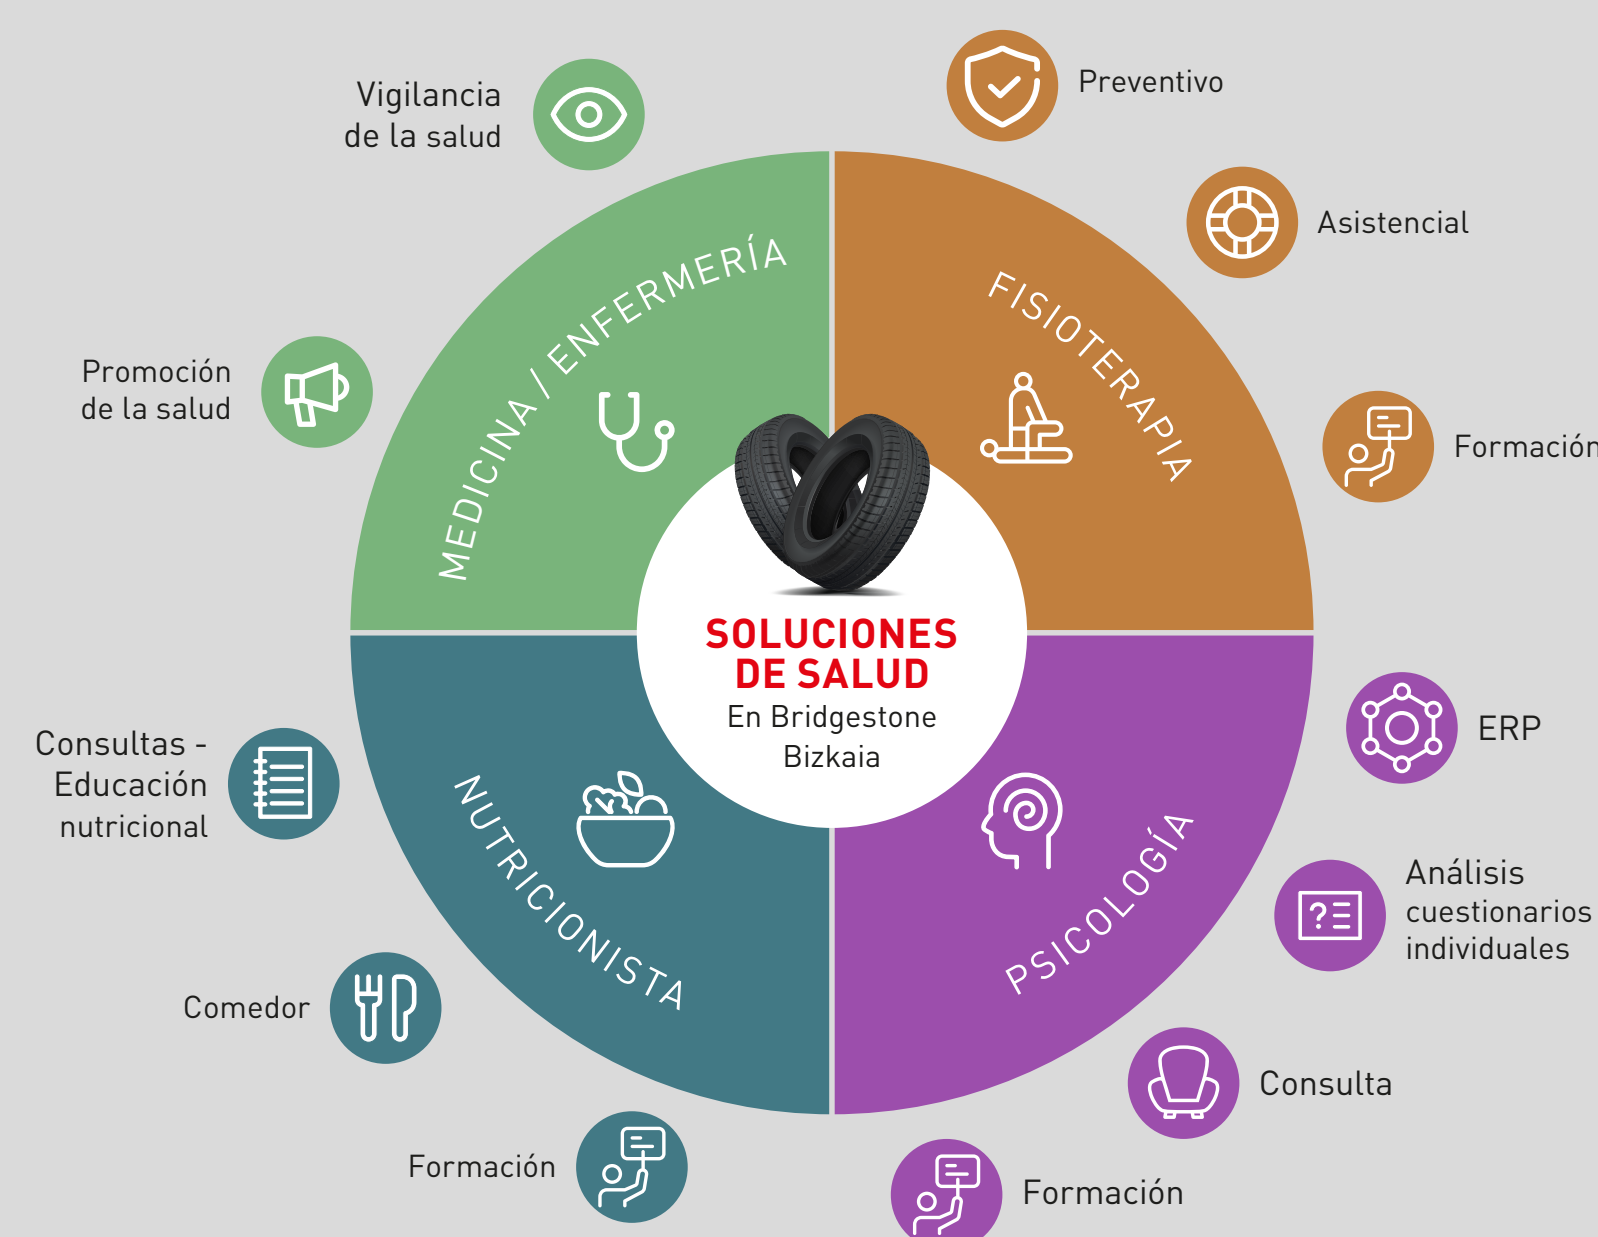 Vigilancia
de la salud
Promoción
de la salud
MEDICINA / ENFERMERÍA
Preventivo
Asistencial
Formación
FISIOTERAPIA
SOLUCIONES
DE SALUD
En Bridgestone
Bizkaia
Consultas -
Educación
nutricional
Comedor
Formación
NUTRICIONISTA
PSICOLOGÍA
ERP
Análisis
cuestionarios
individuales
Consulta
Formación